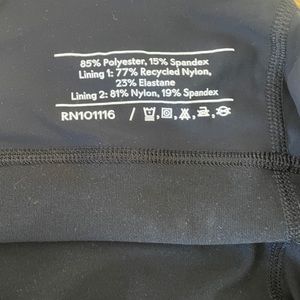 85% Polyester, 15% Spandex
Lining 1: 77% Recycled Nylon,
23% Elastane
Lining 2: 81% Nylon, 19% Spandex
RN101116 /